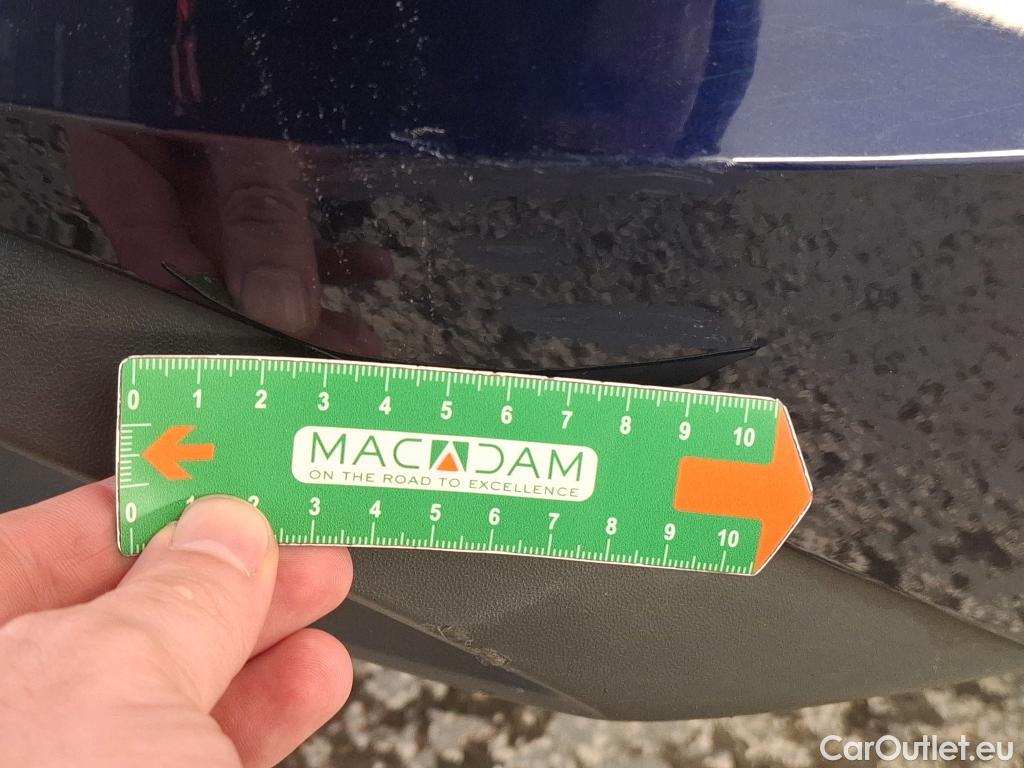 0 1 2 3 4 5 6 7 8 9 10
MACADAM
ON THE ROAD TO EXCELLENCE
0 1 2 3 4 5 6 7 8 9 10
CarOutlet.eu